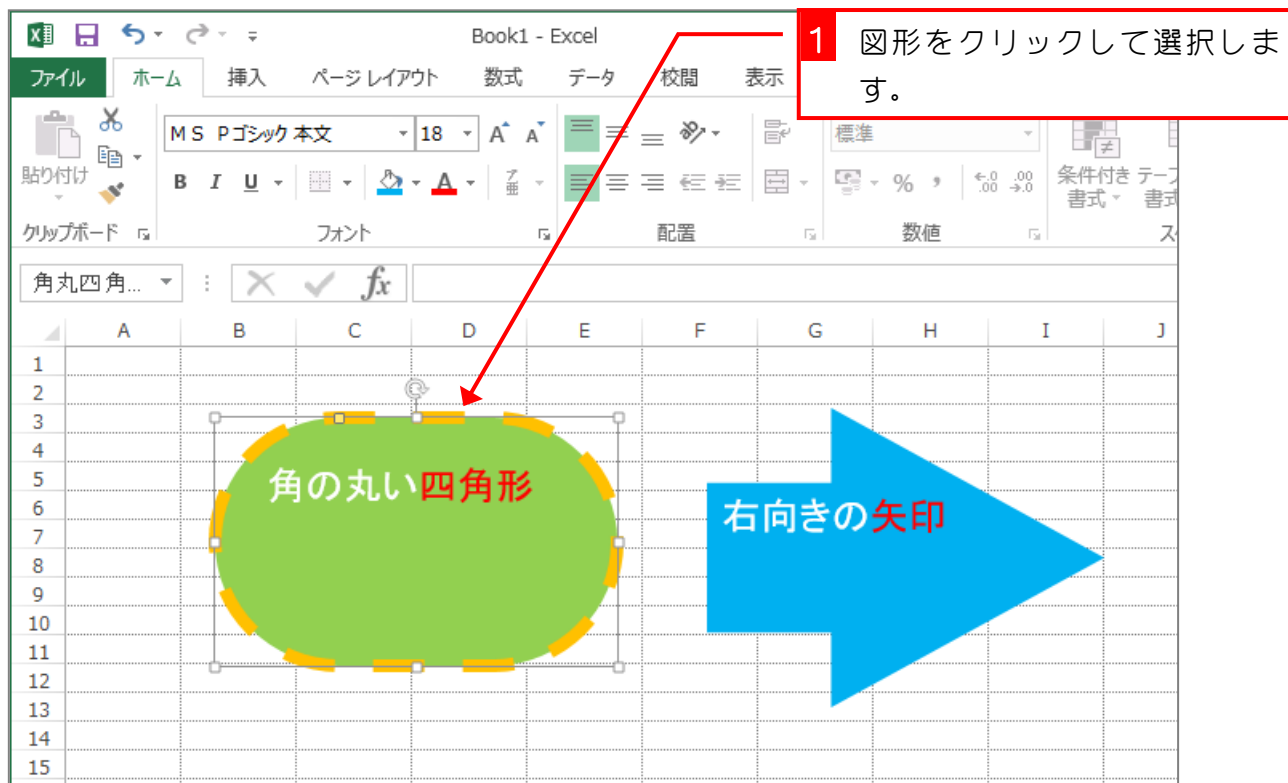 Book1 - Excel
1 図形をクリックして選択しま
す。
ファイル ホーム 挿入 ページ レイアウト 数式 データ 校閲 表示
ＭＳ Ｐゴシック 本文 18 A A 標準
貼り付け
B I U A 亜 % , .0 .00 条件付き
.00 .0 書式
クリップボード フォント 配置 数値
角丸四角... fx
A B C D E F G H I J
1
2
3
4
5
6
7
8
9
10
11
12
13
14
15
角の丸い四角形
右向きの矢印